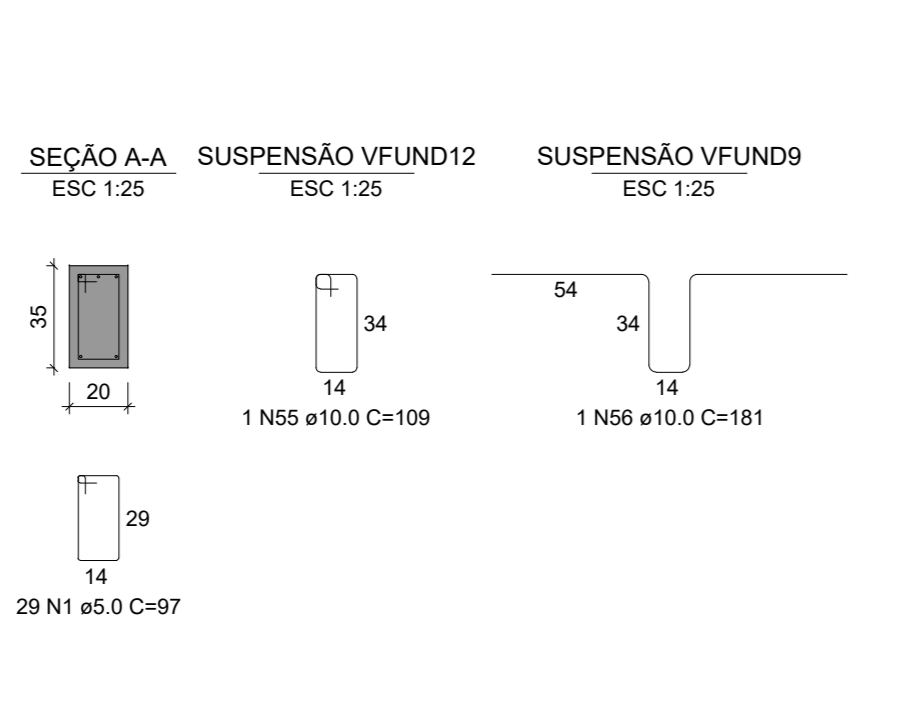 SEÇÃO A-A
ESC 1:25
35
20
29
14
29 N1 ø5.0 C=97
SUSPENSÃO VFUND12
ESC 1:25
34
14
1 N55 ø10.0 C=109
SUSPENSÃO VFUND9
ESC 1:25
54
34
14
1 N56 ø10.0 C=181